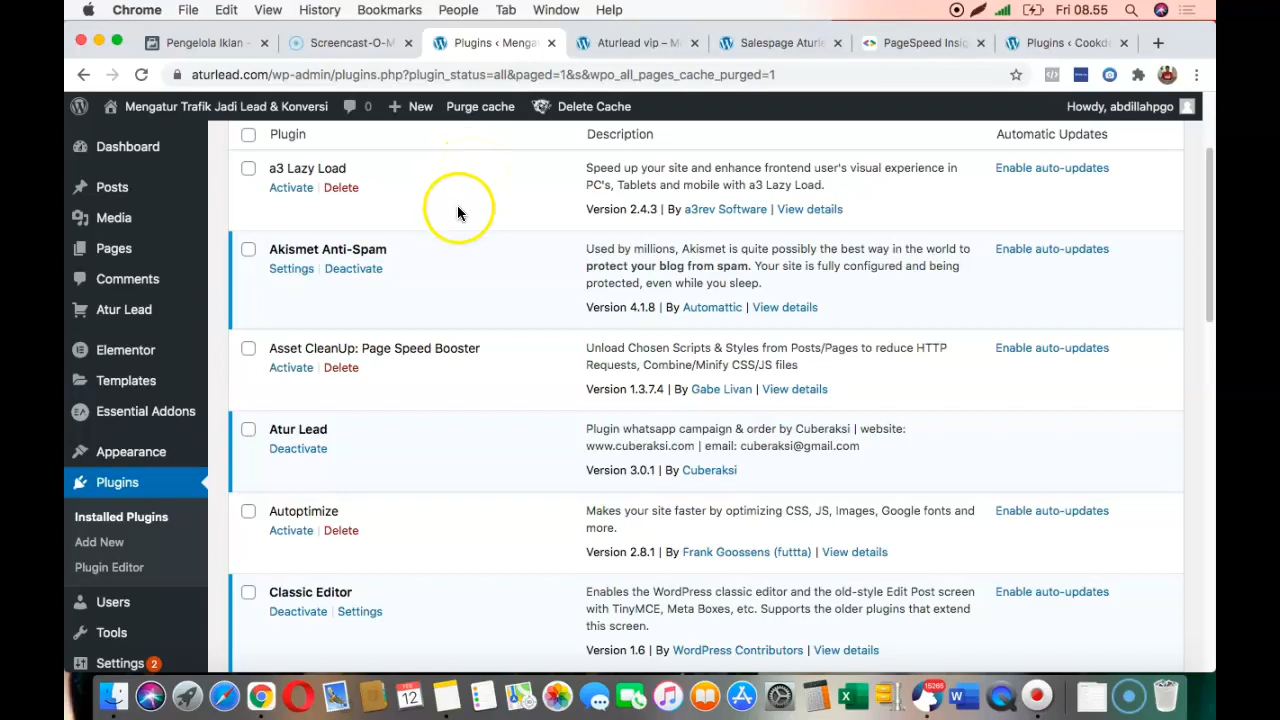 Chrome File Edit View History Bookmarks People Tab Window Help Fri 08.55
Pengelola Iklan - Screencast-O-M Plugins ‹ Menga Aturlead vip – M Salespage Aturle PageSpeed Insig Plugins ‹ Cookd
aturlead.com/wp-admin/plugins.php?plugin_status=all&paged=1&s&wpo_all_pages_cache_purged=1
Mengatur Trafik Jadi Lead & Konversi 0 New Purge cache Delete Cache Howdy, abdillahpgo
Dashboard
Posts
Media
Pages
Comments
Atur Lead
Elementor
Templates
EA Essential Addons
Appearance
Plugins
Installed Plugins
Add New
Plugin Editor
Users
Tools
Settings 2
Plugin Description Automatic Updates
a3 Lazy Load
Activate | Delete
Speed up your site and enhance frontend user's visual experience in
PC's, Tablets and mobile with a3 Lazy Load.
Version 2.4.3 | By a3rev Software | View details
Enable auto-updates
Akismet Anti-Spam
Settings | Deactivate
Used by millions, Akismet is quite possibly the best way in the world to
protect your blog from spam. Your site is fully configured and being
protected, even while you sleep.
Version 4.1.8 | By Automattic | View details
Enable auto-updates
Asset CleanUp: Page Speed Booster
Activate | Delete
Unload Chosen Scripts & Styles from Posts/Pages to reduce HTTP
Requests, Combine/Minify CSS/JS files
Version 1.3.7.4 | By Gabe Livan | View details
Enable auto-updates
Atur Lead
Deactivate
Plugin whatsapp campaign & order by Cuberaksi | website:
www.cuberaksi.com | email: cuberaksi@gmail.com
Version 3.0.1 | By Cuberaksi
Autoptimize
Activate | Delete
Makes your site faster by optimizing CSS, JS, Images, Google fonts and
more.
Version 2.8.1 | By Frank Goossens (futtta) | View details
Enable auto-updates
Classic Editor
Deactivate | Settings
Enables the WordPress classic editor and the old-style Edit Post screen
with TinyMCE, Meta Boxes, etc. Supports the older plugins that extend
this screen.
Version 1.6 | By WordPress Contributors | View details
Enable auto-updates
FEB
12
15265